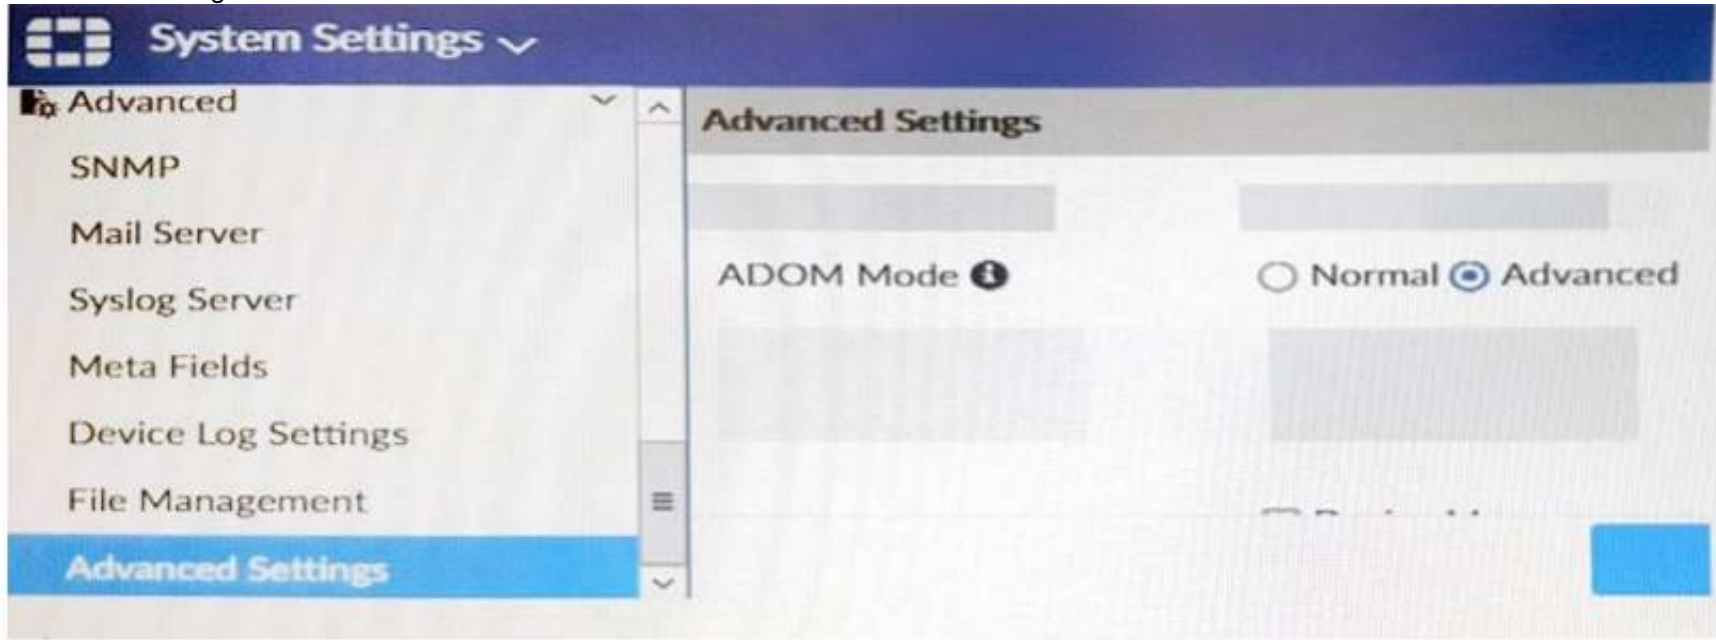 System Settings
Advanced
SNMP
Mail Server
Syslog Server
Meta Fields
Device Log Settings
File Management
Advanced Settings
Advanced Settings
ADOM Mode
Normal Advanced